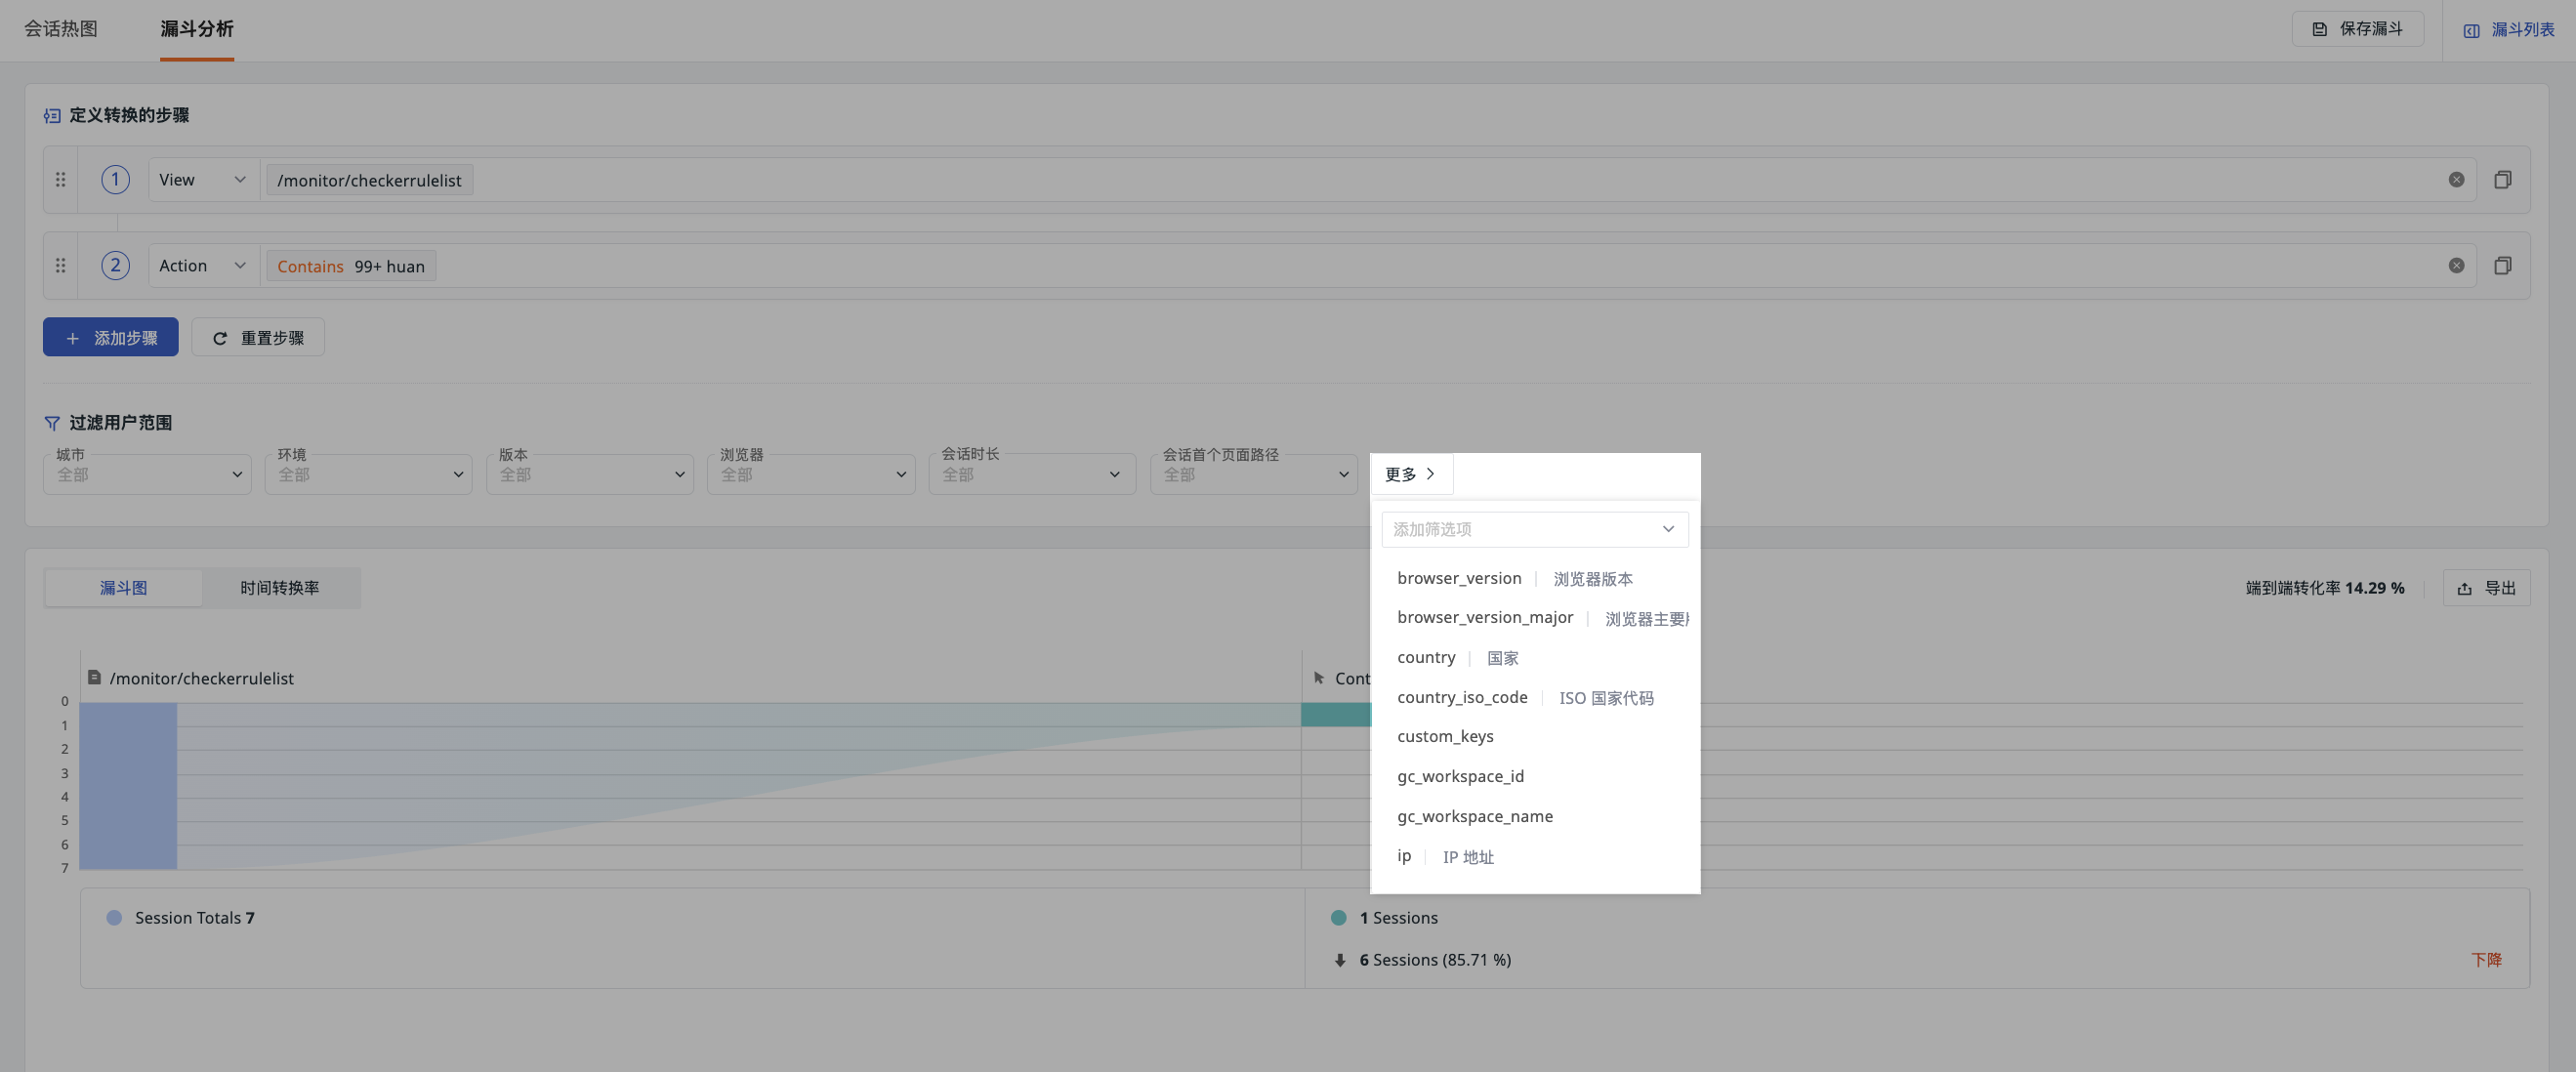 会话热图
漏斗分析
保存漏斗
漏斗列表
定义转换的步骤
1 View /monitor/checkerrulelist
2 Action Contains 99+ huan
添加步骤
重置步骤
过滤用户范围
城市
全部
环境
全部
版本
全部
浏览器
全部
会话时长
全部
会话首个页面路径
全部
更多
添加筛选项
browser_version 浏览器版本
browser_version_major 浏览器主要
country 国家
country_iso_code ISO 国家代码
custom_keys
gc_workspace_id
gc_workspace_name
ip IP 地址
漏斗图
时间转换率
端到端转化率 14.29 %
导出
/monitor/checkerrulelist
Cont
0
1
2
3
4
5
6
7
Session Totals 7
1 Sessions
6 Sessions (85.71 %)
下降